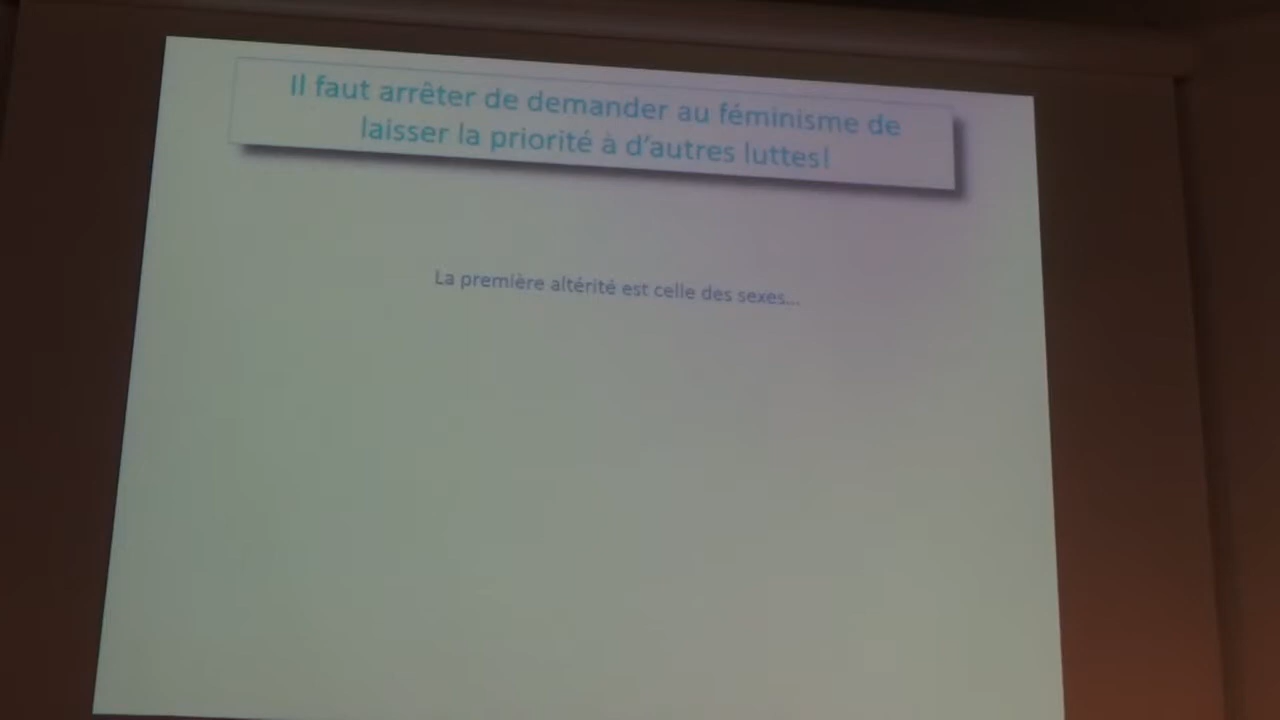 Il faut arrêter de demander au féminisme de
laisser la priorité à d'autres luttes!
La première altérité est celle des sexes...